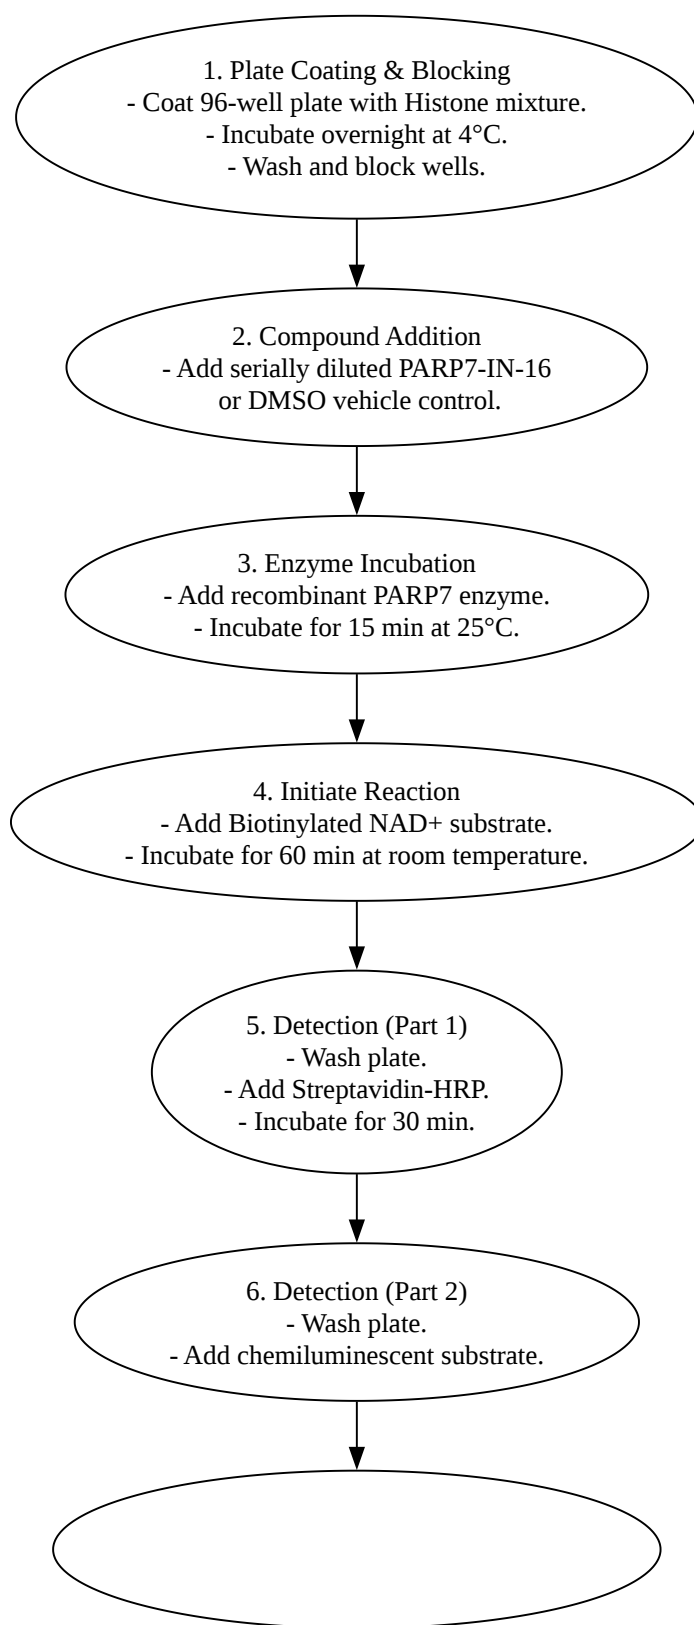 1. Plate Coating & Blocking
- Coat 96-well plate with Histone mixture.
- Incubate overnight at 4°C.
- Wash and block wells.
2. Compound Addition
- Add serially diluted PARP7-IN-16
or DMSO vehicle control.
3. Enzyme Incubation
- Add recombinant PARP7 enzyme.
- Incubate for 15 min at 25°C.
4. Initiate Reaction
- Add Biotinylated NAD+ substrate.
- Incubate for 60 min at room temperature.
5. Detection (Part 1)
- Wash plate.
- Add Streptavidin-HRP.
- Incubate for 30 min.
6. Detection (Part 2)
- Wash plate.
- Add chemiluminescent substrate.